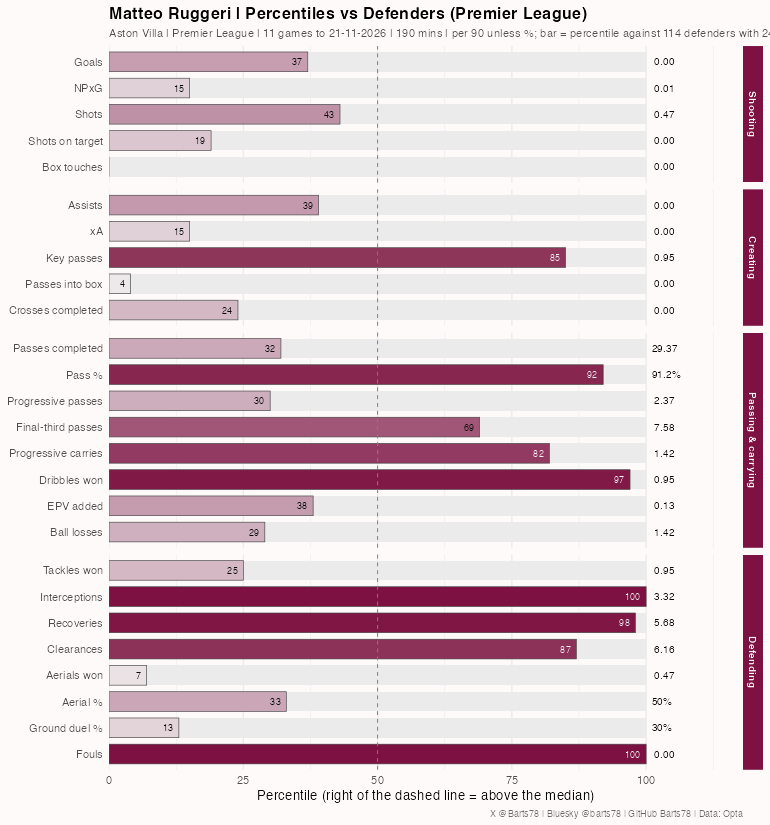 Matteo Ruggeri | Percentiles vs Defenders (Premier League)
Aston Villa | Premier League | 11 games to 21-11-2026 | 190 mins | per 90 unless %; bar = percentile against 114 defenders with 24
Goals 37 0.00
NPxG 15 0.01
Shots 43 0.47
Shots on target 19 0.00
Box touches 0.00
Shooting
Assists 39 0.00
xA 15 0.00
Key passes 85 0.95
Passes into box 4 0.00
Crosses completed 24 0.00
Creating
Passes completed 32 29.37
Pass % 92 91.2%
Progressive passes 30 2.37
Final-third passes 69 7.58
Progressive carries 82 1.42
Dribbles won 97 0.95
EPV added 38 0.13
Ball losses 29 1.42
Passing & carrying
Tackles won 25 0.95
Interceptions 100 3.32
Recoveries 98 5.68
Clearances 87 6.16
Aerials won 7 0.47
Aerial % 33 50%
Ground duel % 13 30%
Fouls 100 0.00
Defending
0 25 50 75 100
Percentile (right of the dashed line = above the median)
X @Barts78 | Bluesky @barts78 | GitHub Barts78 | Data: Opta